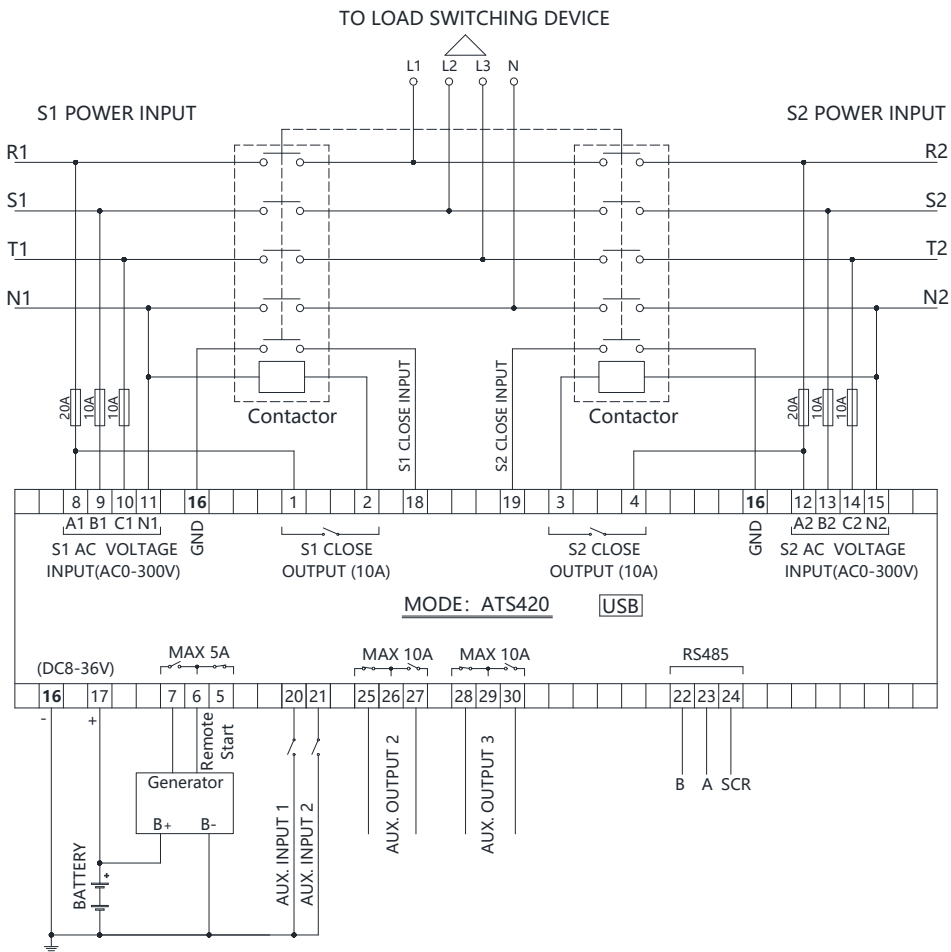 TO LOAD SWITCHING DEVICE
L1 L2 L3 N
S1 POWER INPUT
S2 POWER INPUT
R1
R2
S1
S2
T1
T2
N1
N2
20A
10A
10A
Contactor
S1 CLOSE INPUT
S2 CLOSE INPUT
Contactor
20A
10A
10A
8 9 10 11 16 1 2 18 19 3 4 16 12 13 14 15
A1 B1 C1 N1
S1 AC VOLTAGE
INPUT(AC0-300V)
GND
S1 CLOSE
OUTPUT (10A)
S2 CLOSE
OUTPUT (10A)
GND
A2 B2 C2 N2
S2 AC VOLTAGE
INPUT(AC0-300V)
MODE: ATS420
USB
(DC8-36V)
MAX 5A
MAX 10A
MAX 10A
RS485
16 17 7 6 5 20 21 25 26 27 28 29 30 22 23 24
- +
Remote
Start
Generator
B+ B-
BATTERY
+
AUX. INPUT 1
AUX. INPUT 2
AUX. OUTPUT 2
AUX. OUTPUT 3
B A SCR